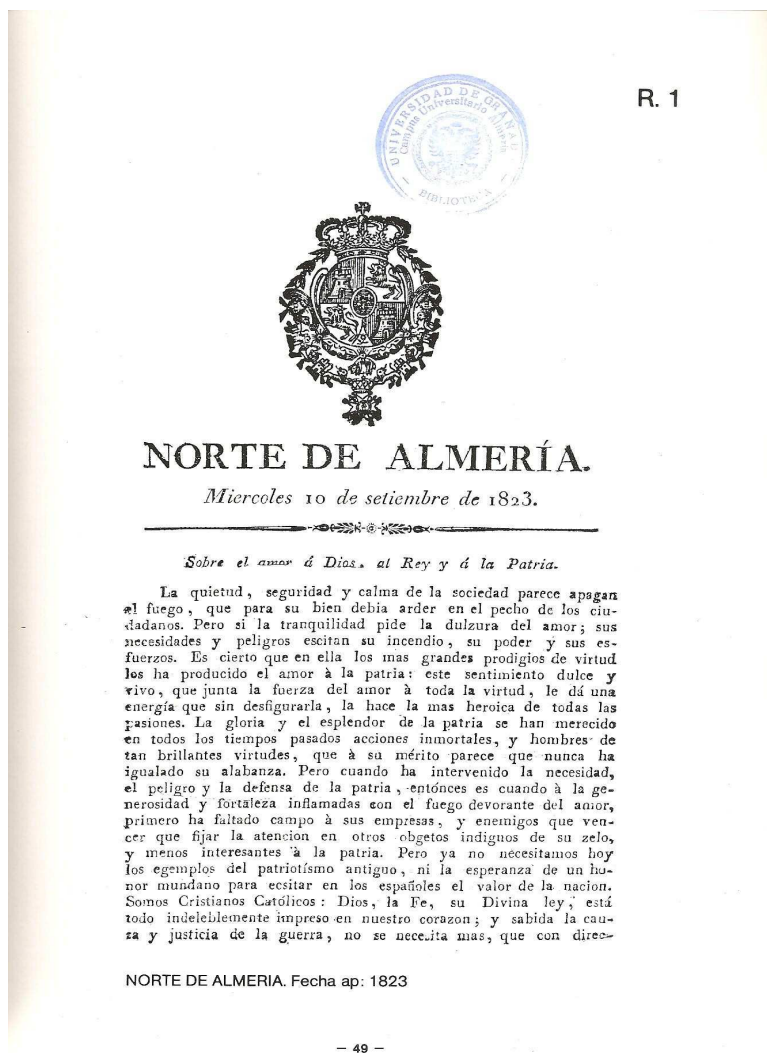 R. 1
UNIVERSIDAD DE GRANADA
Campus Universitario Almería
BIBLIOTECA
NORTE DE ALMERÍA.
Miercoles 10 de setiembre de 1823.
Sobre el amor á Dios, al Rey y á la Patria.
La quietud, seguridad y calma de la sociedad parece apagan
el fuego, que para su bien debia arder en el pecho de los ciu-
dadanos. Pero si la tranquilidad pide la dulzura del amor; sus
necesidades y peligros escitan su incendio, su poder y sus es-
fuerzos. Es cierto que en ella los mas grandes prodigios de virtud
los ha producido el amor à la patria: este sentimiento dulce y
vivo, que junta la fuerza del amor à toda la virtud, le dá una
energía que sin desfigurarla, la hace la mas heroica de todas las
pasiones. La gloria y el esplendor de la patria se han merecido
en todos los tiempos pasados acciones inmortales, y hombres de
tan brillantes virtudes, que à su mérito parece que nunca ha
igualado su alabanza. Pero cuando ha intervenido la necesidad,
el peligro y la defensa de la patria, entónces es cuando à la ge-
nerosidad y fortaleza inflamadas con el fuego devorante del amor,
primero ha faltado campo à sus empresas, y enemigos que ven-
cer que fijar la atencion en otros obgetos indignos de su zelo,
y menos interesantes à la patria. Pero ya no necesitamos hoy
los egemplos del patriotísmo antiguo, ni la esperanza de un ho-
nor mundano para ecsitar en los españoles el valor de la nacion.
Somos Cristianos Católicos: Dios, la Fe, su Divina ley, está
todo indeleblemente impreso en nuestro corazon; y sabida la cau-
za y justicia de la guerra, no se necesita mas, que con direc-
NORTE DE ALMERIA. Fecha ap: 1823
– 49 –